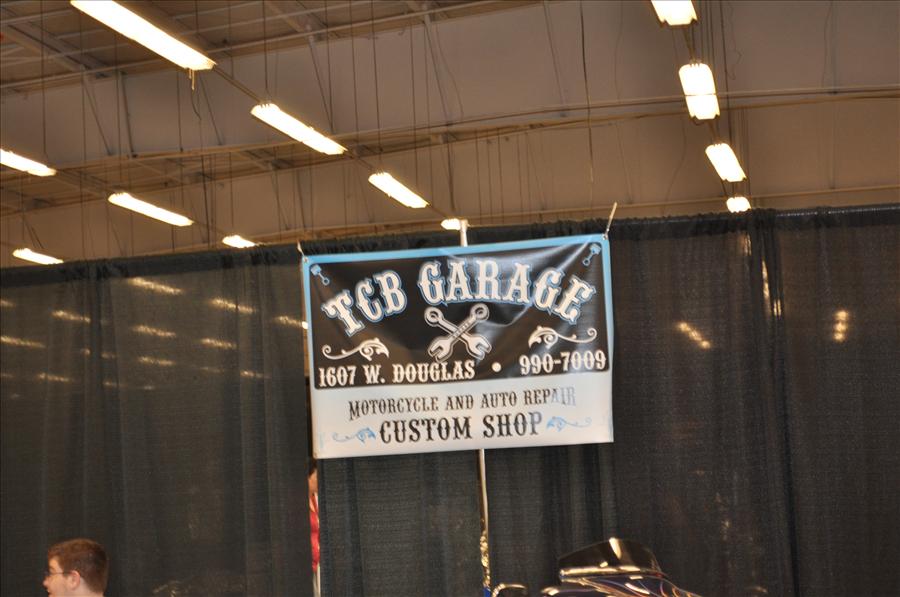 TCB GARAGE
1607 W. DOUGLAS • 990-7009
MOTORCYCLE AND AUTO REPAIR
CUSTOM SHOP